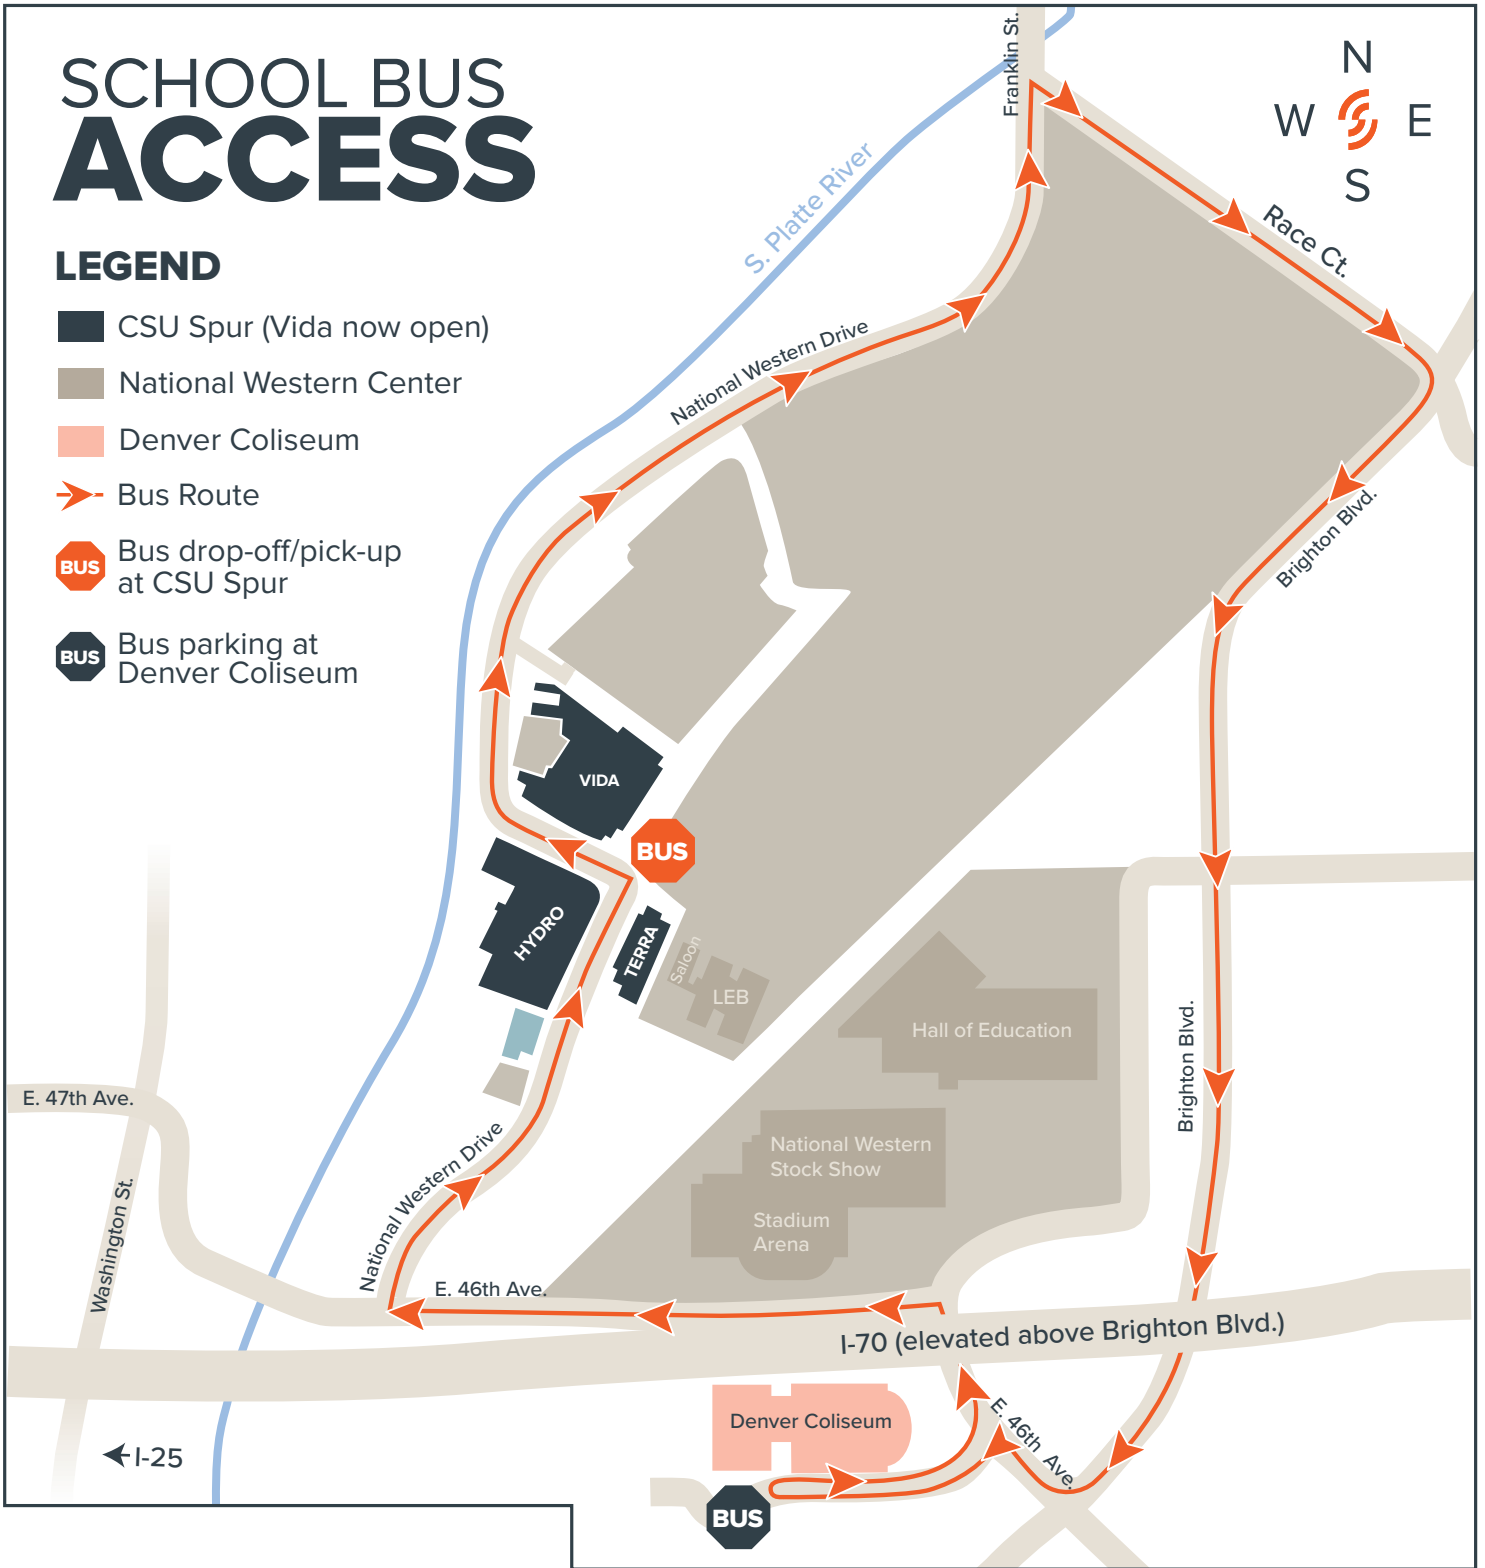 SCHOOL BUS
ACCESS
LEGEND
CSU Spur (Vida now open)
National Western Center
Denver Coliseum
Bus Route
BUS
Bus drop-off/pick-up
at CSU Spur
BUS
Bus parking at
Denver Coliseum
N
W
E
S
Franklin St.
S. Platte River
Race Ct.
National Western Drive
Brighton Blvd.
VIDA
BUS
HYDRO
TERRA
Saloon
LEB
Hall of Education
Brighton Blvd.
E. 47th Ave.
National Western
Stock Show
National Western Drive
Washington St.
Stadium
Arena
E. 46th Ave.
I-70 (elevated above Brighton Blvd.)
Denver Coliseum
E. 46th Ave.
I-25
BUS